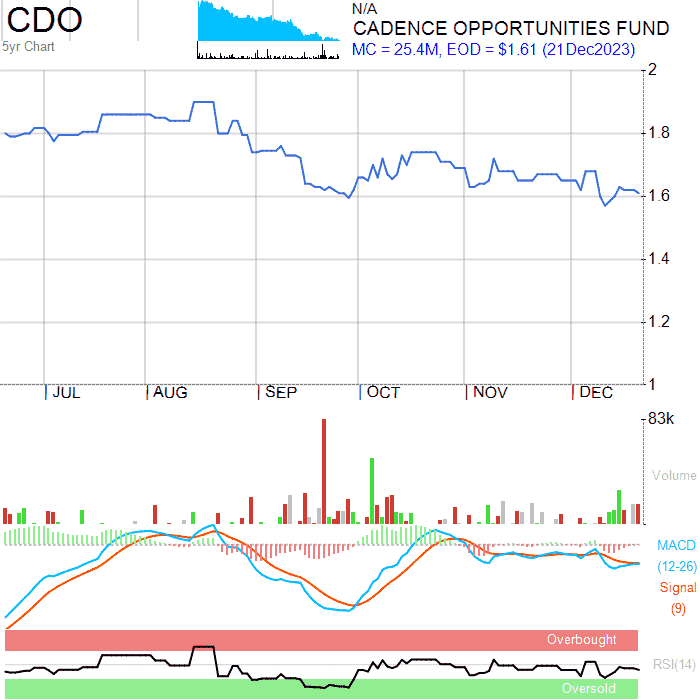 CDO
5yr Chart
N/A
CADENCE OPPORTUNITIES FUND
MC = 25.4M, EOD = $1.61 (21Dec2023)
2
1.8
1.6
1.4
1.2
1
JUL AUG SEP OCT NOV DEC
83k
Volume
MACD
(12-26)
Signal
(9)
Overbought
RSI(14)
Oversold